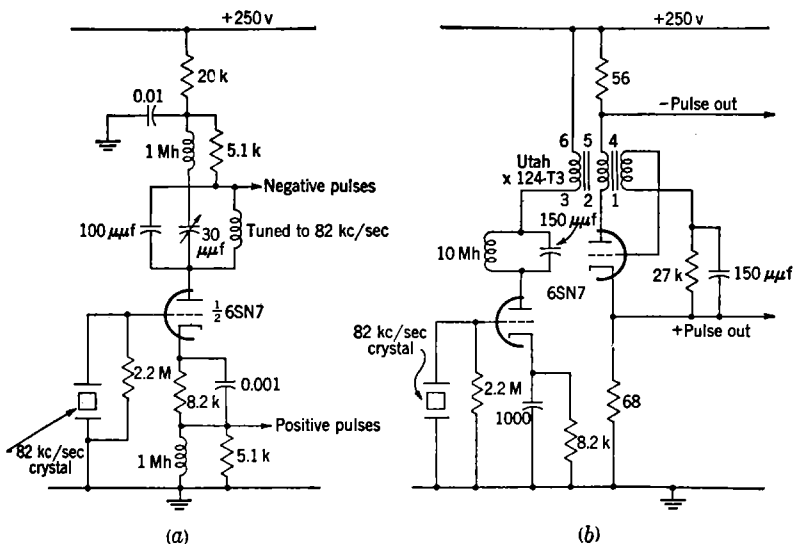 +250 v
20 k
0.01
1 Mh
5.1 k
Negative pulses
100 μμf
30
μμf
Tuned to 82 kc/sec
½ 6SN7
2.2 M
0.001
8.2 k
Positive pulses
82 kc/sec
crystal
1 Mh
5.1 k
(a)
+250 v
56
−Pulse out
6 5 4
Utah
x 124-T3
3 2 1
150 μμf
10 Mh
6SN7
27 k
150 μμf
+Pulse out
82 kc/sec
crystal
2.2 M
1000
8.2 k
68
(b)